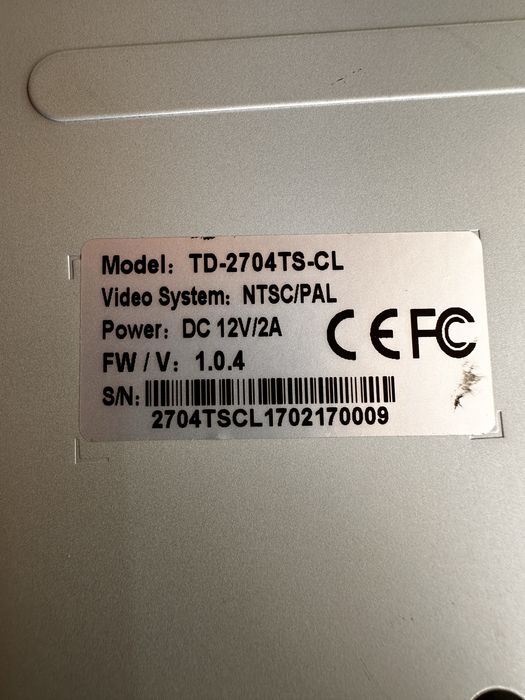 Model: TD-2704TS-CL
Video System: NTSC/PAL
Power: DC 12V/2A
CE FC
FW / V: 1.0.4
S/N:
2704TSCL1702170009